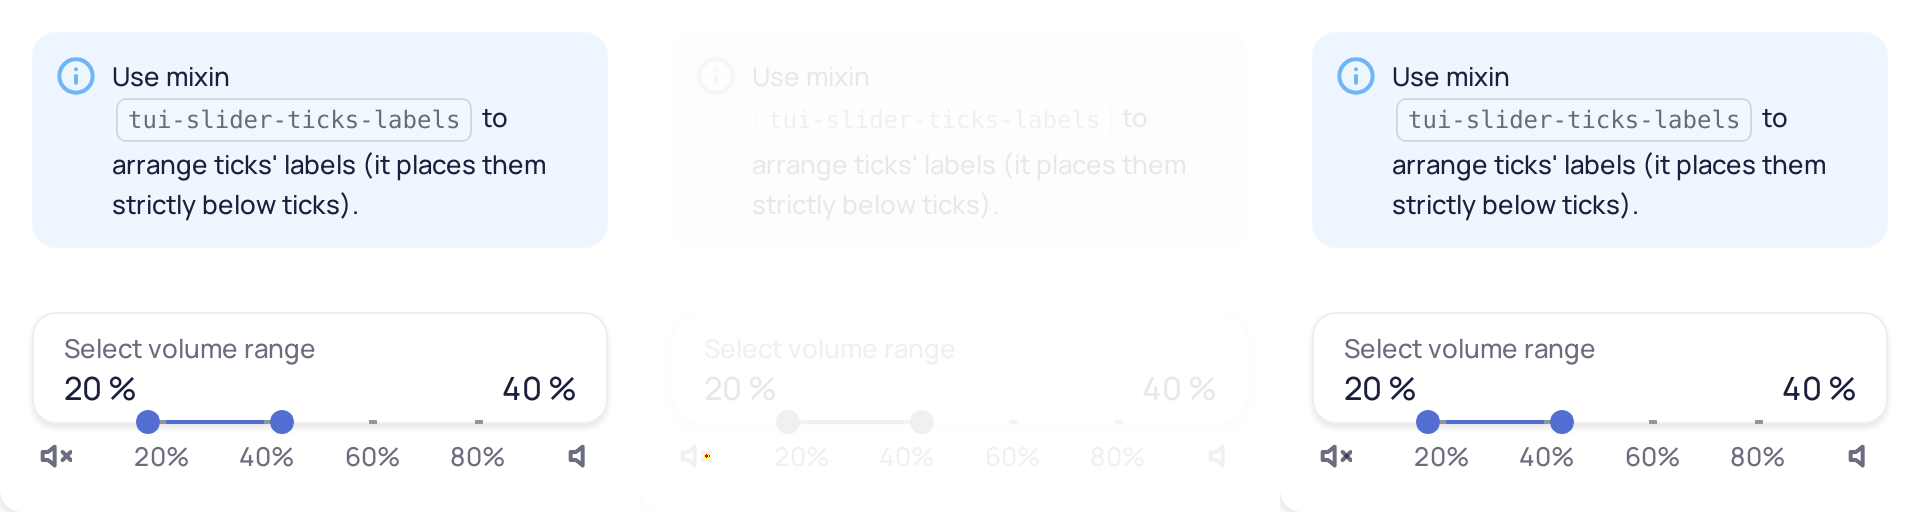 Use mixin
tui-slider-ticks-labels to
arrange ticks' labels (it places them
strictly below ticks).
Select volume range
20 % 40 %
20% 40% 60% 80%
Use mixin
tui-slider-ticks-labels to
arrange ticks' labels (it places them
strictly below ticks).
Select volume range
20 % 40 %
20% 40% 60% 80%
Use mixin
tui-slider-ticks-labels to
arrange ticks' labels (it places them
strictly below ticks).
Select volume range
20 % 40 %
20% 40% 60% 80%